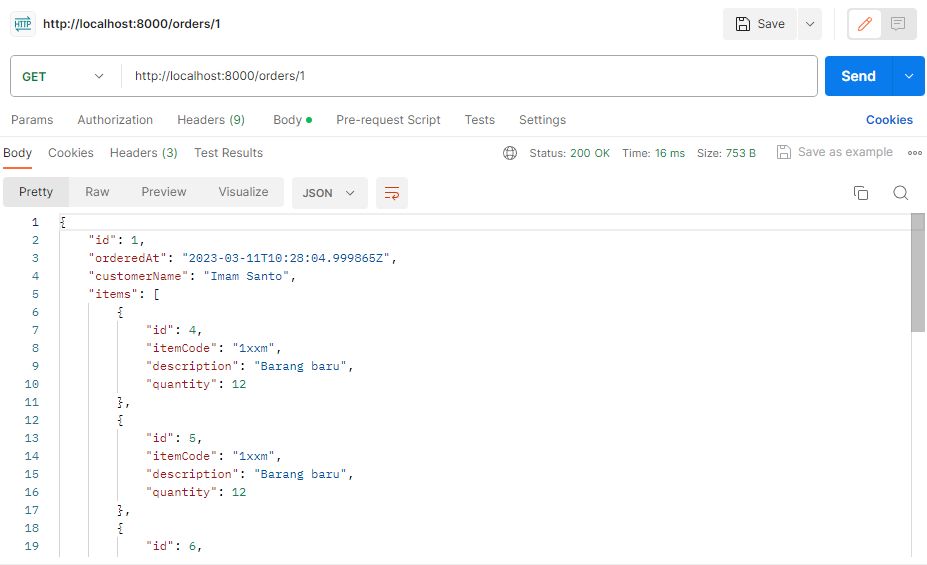 HTTP http://localhost:8000/orders/1 Save
GET http://localhost:8000/orders/1 Send
Params Authorization Headers (9) Body Pre-request Script Tests Settings Cookies
Body Cookies Headers (3) Test Results Status: 200 OK Time: 16 ms Size: 753 B Save as example
Pretty Raw Preview Visualize JSON
1 {
2 "id": 1,
3 "orderedAt": "2023-03-11T10:28:04.999865Z",
4 "customerName": "Imam Santo",
5 "items": [
6 {
7 "id": 4,
8 "itemCode": "1xxm",
9 "description": "Barang baru",
10 "quantity": 12
11 },
12 {
13 "id": 5,
14 "itemCode": "1xxm",
15 "description": "Barang baru",
16 "quantity": 12
17 },
18 {
19 "id": 6,